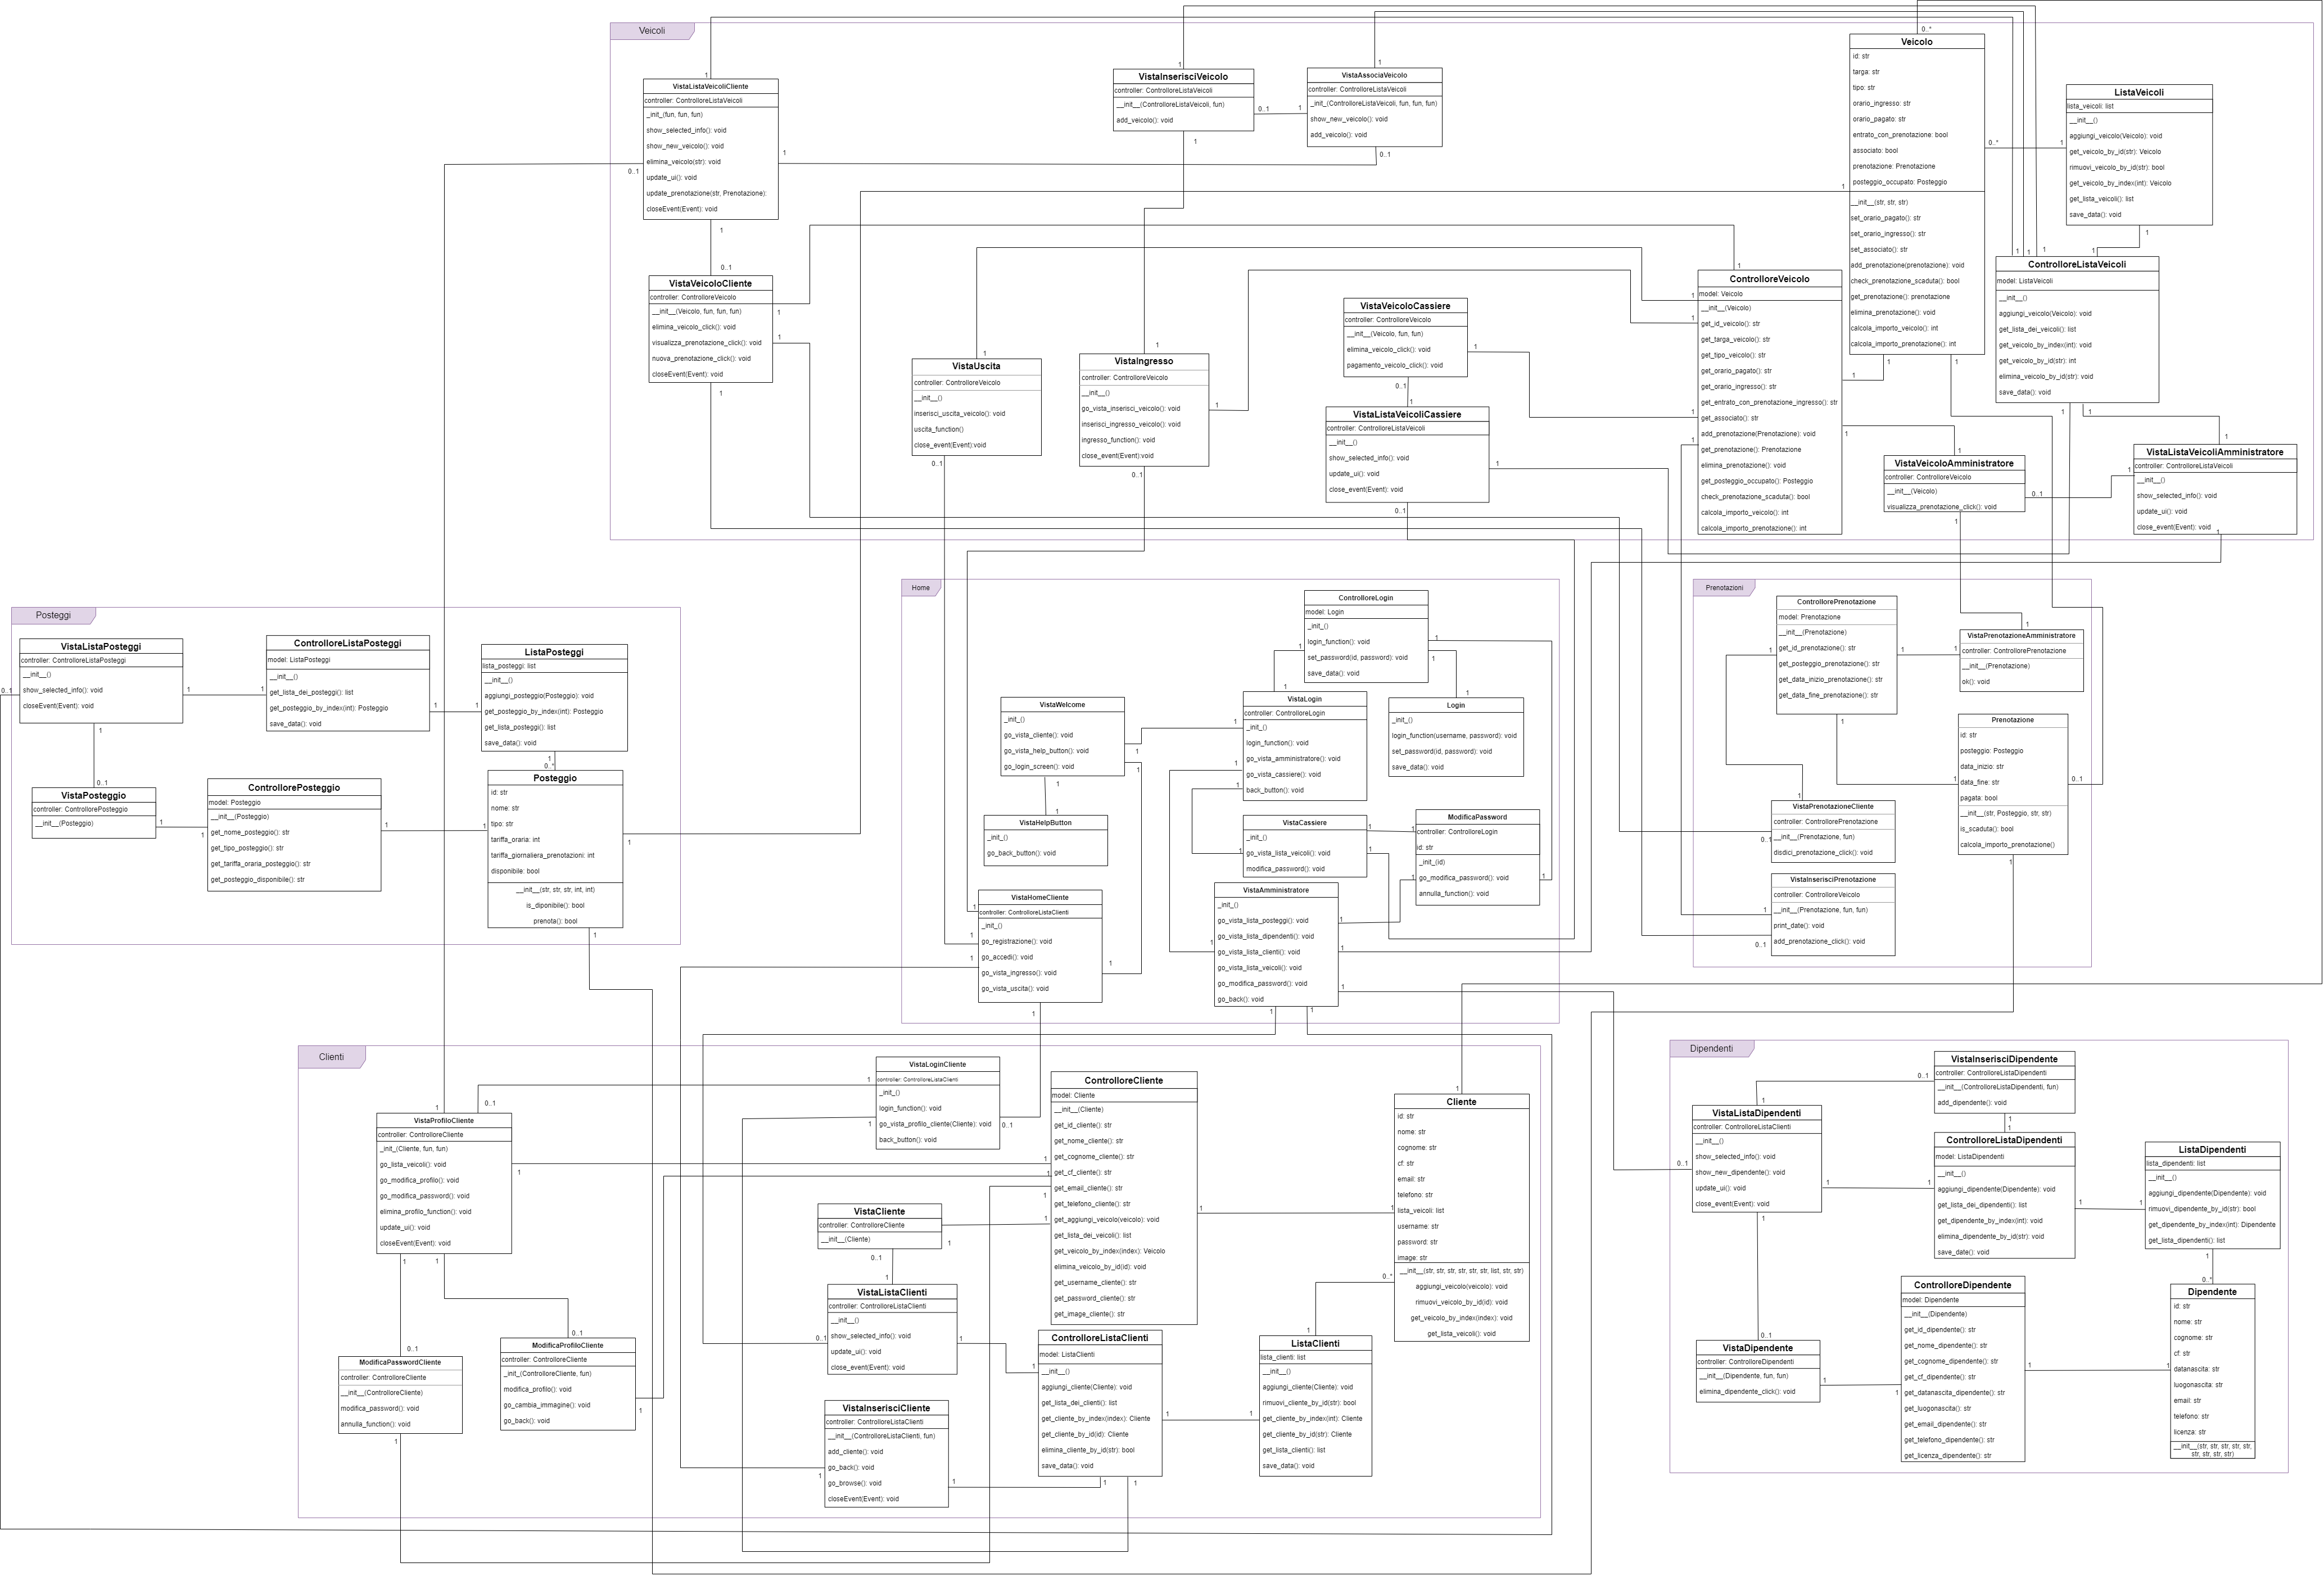 Veicoli
VistaListaVeicoliCliente
controller: ControlloreListaVeicoli
_init_(fun, fun, fun)
show_selected_info(): void
show_new_veicolo(): void
elimina_veicolo(str): void
update_ui(): void
update_prenotazione(str, Prenotazione):
closeEvent(Event): void
VistaInserisciVeicolo
controller: ControlloreListaVeicoli
__init__(ControlloreListaVeicoli, fun)
add_veicolo(): void
VistaAssociaVeicolo
controller: ControlloreListaVeicoli
_init_(ControlloreListaVeicoli, fun, fun, fun)
show_new_veicolo(): void
add_veicolo(): void
Veicolo
id: str
targa: str
tipo: str
orario_ingresso: str
orario_pagato: str
entrato_con_prenotazione: bool
associato: bool
prenotazione: Prenotazione
posteggio_occupato: Posteggio
__init__(str, str, str)
set_orario_pagato(): str
set_orario_ingresso(): str
set_associato(): str
add_prenotazione(prenotazione): void
check_prenotazione_scaduta(): bool
get_prenotazione(): prenotazione
elimina_prenotazione(): void
calcola_importo_veicolo(): int
calcola_importo_prenotazione(): int
ListaVeicoli
lista_veicoli: list
__init__()
aggiungi_veicolo(Veicolo): void
get_veicolo_by_id(str): Veicolo
rimuovi_veicolo_by_id(str): bool
get_veicolo_by_index(int): Veicolo
get_lista_veicoli(): list
save_data(): void
ControlloreListaVeicoli
model: ListaVeicoli
__init__()
aggiungi_veicolo(Veicolo): void
get_lista_dei_veicoli(): list
get_veicolo_by_index(int): void
get_veicolo_by_id(str): int
elimina_veicolo_by_id(str): void
save_data(): void
VistaVeicoloCliente
controller: ControlloreVeicolo
__init__(Veicolo, fun, fun, fun)
elimina_veicolo_click(): void
visualizza_prenotazione_click(): void
nuova_prenotazione_click(): void
closeEvent(Event): void
VistaUscita
controller: ControlloreVeicolo
__init__()
inserisci_uscita_veicolo(): void
uscita_function()
close_event(Event):void
VistaIngresso
controller: ControlloreVeicolo
__init__()
go_vista_inserisci_veicolo(): void
inserisci_ingresso_veicolo(): void
ingresso_function(): void
close_event(Event):void
VistaVeicoloCassiere
controller: ControlloreVeicolo
__init__(Veicolo, fun, fun)
elimina_veicolo_click(): void
pagamento_veicolo_click(): void
VistaListaVeicoliCassiere
controller: ControlloreListaVeicoli
__init__()
show_selected_info(): void
update_ui(): void
close_event(Event): void
ControlloreVeicolo
model: Veicolo
__init__(Veicolo)
get_id_veicolo(): str
get_targa_veicolo(): str
get_tipo_veicolo(): str
get_orario_pagato(): str
get_orario_ingresso(): str
get_entrato_con_prenotazione_ingresso(): str
get_associato(): str
add_prenotazione(Prenotazione): void
get_prenotazione(): Prenotazione
elimina_prenotazione(): void
get_posteggio_occupato(): Posteggio
check_prenotazione_scaduta(): bool
calcola_importo_veicolo(): int
calcola_importo_prenotazione(): int
VistaVeicoloAmministratore
controller: ControlloreVeicolo
__init__(Veicolo)
visualizza_prenotazione_click(): void
VistaListaVeicoliAmministratore
controller: ControlloreListaVeicoli
__init__()
show_selected_info(): void
update_ui(): void
close_event(Event): void
Posteggi
VistaListaPosteggi
controller: ControlloreListaPosteggi
__init__()
show_selected_info(): void
closeEvent(Event): void
ControlloreListaPosteggi
model: ListaPosteggi
__init__()
get_lista_dei_posteggi(): list
get_posteggio_by_index(int): Posteggio
save_data(): void
ListaPosteggi
lista_posteggi: list
__init__()
aggiungi_posteggio(Posteggio): void
get_posteggio_by_index(int): Posteggio
get_lista_posteggi(): list
save_data(): void
VistaPosteggio
controller: ControllorePosteggio
__init__(Posteggio)
ControllorePosteggio
model: Posteggio
__init__(Posteggio)
get_nome_posteggio(): str
get_tipo_posteggio(): str
get_tariffa_oraria_posteggio(): str
get_posteggio_disponibile(): str
Posteggio
id: str
nome: str
tipo: str
tariffa_oraria: int
tariffa_giornaliera_prenotazioni: int
disponibile: bool
__init__(str, str, str, int, int)
is_diponibile(): bool
prenota(): bool
Home
ControlloreLogin
model: Login
_init_()
login_function(): void
set_password(id, password): void
save_data(): void
VistaWelcome
_init_()
go_vista_cliente(): void
go_vista_help_button(): void
go_login_screen(): void
VistaLogin
controller: ControlloreLogin
_init_()
login_function(): void
go_vista_amministratore(): void
go_vista_cassiere(): void
back_button(): void
Login
_init_()
login_function(username, password): void
set_password(id, password): void
save_data(): void
VistaHelpButton
_init_()
go_back_button(): void
VistaCassiere
_init_()
go_vista_lista_veicoli(): void
modifica_password(): void
ModificaPassword
controller: ControlloreLogin
id: str
_init_(id)
go_modifica_password(): void
annulla_function(): void
VistaHomeCliente
controller: ControlloreListaClienti
_init_()
go_registrazione(): void
go_accedi(): void
go_vista_ingresso(): void
go_vista_uscita(): void
VistaAmministratore
_init_()
go_vista_lista_posteggi(): void
go_vista_lista_dipendenti(): void
go_vista_lista_clienti(): void
go_vista_lista_veicoli(): void
go_modifica_password(): void
go_back(): void
Prenotazioni
ControllorePrenotazione
model: Prenotazione
__init__(Prenotazione)
get_id_prenotazione(): str
get_posteggio_prenotazione(): str
get_data_inizio_prenotazione(): str
get_data_fine_prenotazione(): str
VistaPrenotazioneAmministratore
controller: ControllorePrenotazione
__init__(Prenotazione)
ok(): void
Prenotazione
id: str
posteggio: Posteggio
data_inizio: str
data_fine: str
pagata: bool
__init__(str, Posteggio, str, str)
is_scaduta(): bool
calcola_importo_prenotazione()
VistaPrenotazioneCliente
controller: ControllorePrenotazione
__init__(Prenotazione, fun)
disdici_prenotazione_click(): void
VistaInserisciPrenotazione
controller: ControlloreVeicolo
__init__(Prenotazione, fun, fun)
print_date(): void
add_prenotazione_click(): void
Clienti
VistaLoginCliente
controller: ControlloreListaClienti
_init_()
login_function(): void
go_vista_profilo_cliente(Cliente): void
back_button(): void
VistaProfiloCliente
controller: ControlloreCliente
_init_(Cliente, fun, fun)
go_lista_veicoli(): void
go_modifica_profilo(): void
go_modifica_password(): void
elimina_profilo_function(): void
update_ui(): void
closeEvent(Event): void
ControlloreCliente
model: Cliente
__init__(Cliente)
get_id_cliente(): str
get_nome_cliente(): str
get_cognome_cliente(): str
get_cf_cliente(): str
get_email_cliente(): str
get_telefono_cliente(): str
get_aggiungi_veicolo(veicolo): void
get_lista_dei_veicoli(): list
get_veicolo_by_index(index): Veicolo
elimina_veicolo_by_id(id): void
get_username_cliente(): str
get_password_cliente(): str
get_image_cliente(): str
Cliente
id: str
nome: str
cognome: str
cf: str
email: str
telefono: str
lista_veicoli: list
username: str
password: str
image: str
__init__(str, str, str, str, str, str, list, str, str)
aggiungi_veicolo(veicolo): void
rimuovi_veicolo_by_id(id): void
get_veicolo_by_index(index): void
get_lista_veicoli(): void
VistaCliente
controller: ControlloreCliente
__init__(Cliente)
VistaListaClienti
controller: ControlloreListaClienti
__init__()
show_selected_info(): void
update_ui(): void
close_event(Event): void
ModificaPasswordCliente
controller: ControlloreCliente
__init__(ControlloreCliente)
modifica_password(): void
annulla_function(): void
ModificaProfiloCliente
controller: ControlloreCliente
_init_(ControlloreCliente, fun)
modifica_profilo(): void
go_cambia_immagine(): void
go_back(): void
VistaInserisciCliente
controller: ControlloreListaClienti
__init__(ControlloreListaClienti, fun)
add_cliente(): void
go_back(): void
go_browse(): void
closeEvent(Event): void
ControlloreListaClienti
model: ListaClienti
__init__()
aggiungi_cliente(Cliente): void
get_lista_dei_clienti(): list
get_cliente_by_index(index): Cliente
get_cliente_by_id(id): Cliente
elimina_cliente_by_id(str): bool
save_data(): void
ListaClienti
lista_clienti: list
__init__()
aggiungi_cliente(Cliente): void
rimuovi_cliente_by_id(str): bool
get_cliente_by_index(int): Cliente
get_cliente_by_id(str): Cliente
get_lista_clienti(): list
save_data(): void
Dipendenti
VistaInserisciDipendente
controller: ControlloreListaDipendenti
__init__(ControlloreListaDipendenti, fun)
add_dipendente(): void
VistaListaDipendenti
controller: ControlloreListaClienti
__init__()
show_selected_info(): void
show_new_dipendente(): void
update_ui(): void
close_event(Event): void
ControlloreListaDipendenti
model: ListaDipendenti
__init__()
aggiungi_dipendente(Dipendente): void
get_lista_dei_dipendenti(): list
get_dipendente_by_index(int): void
elimina_dipendente_by_id(str): void
save_date(): void
ListaDipendenti
lista_dipendenti: list
__init__()
aggiungi_dipendente(Dipendente): void
rimuovi_dipendente_by_id(str): bool
get_dipendente_by_index(int): Dipendente
get_lista_dipendenti(): list
VistaDipendente
controller: ControlloreDipendenti
__init__(Dipendente, fun, fun)
elimina_dipendente_click(): void
ControlloreDipendente
model: Dipendente
__init__(Dipendente)
get_id_dipendente(): str
get_nome_dipendente(): str
get_cognome_dipendente(): str
get_cf_dipendente(): str
get_datanascita_dipendente(): str
get_luogonascita(): str
get_email_dipendente(): str
get_telefono_dipendente(): str
get_licenza_dipendente(): str
Dipendente
id: str
nome: str
cognome: str
cf: str
datanascita: str
luogonascita: str
email: str
telefono: str
licenza: str
__init__(str, str, str, str, str,
str, str, str, str)